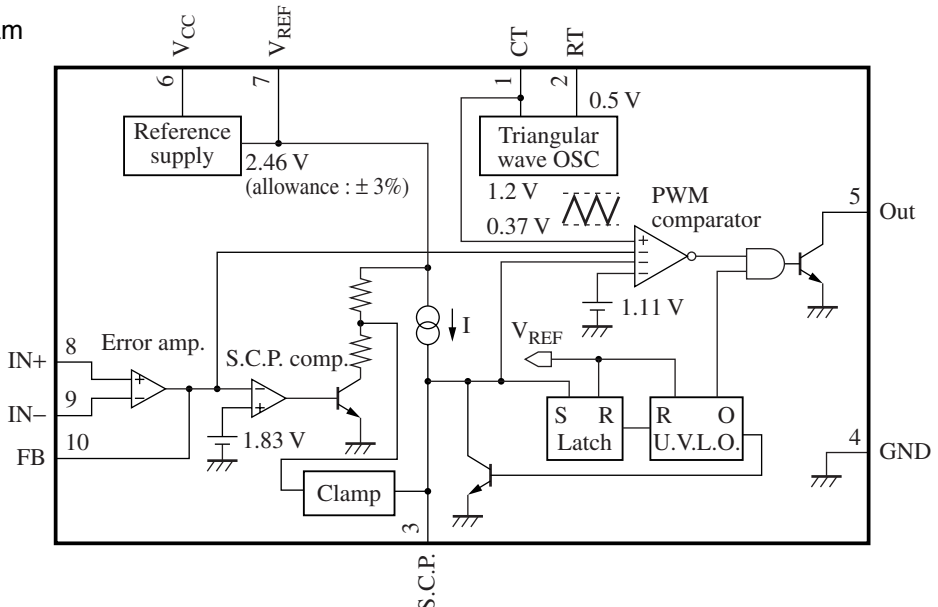 am
VCC
VREF
CT
RT
6
7
1
2
0.5 V
Reference
supply
Triangular
wave OSC
2.46 V
(allowance : ± 3%)
1.2 V
0.37 V
PWM
comparator
5
Out
+
−
−
−
1.11 V
I
VREF
8
IN+
Error amp.
S.C.P. comp.
+
−
−
+
9
IN−
10
FB
1.83 V
S R
Latch
R O
U.V.L.O.
4
GND
Clamp
3
S.C.P.